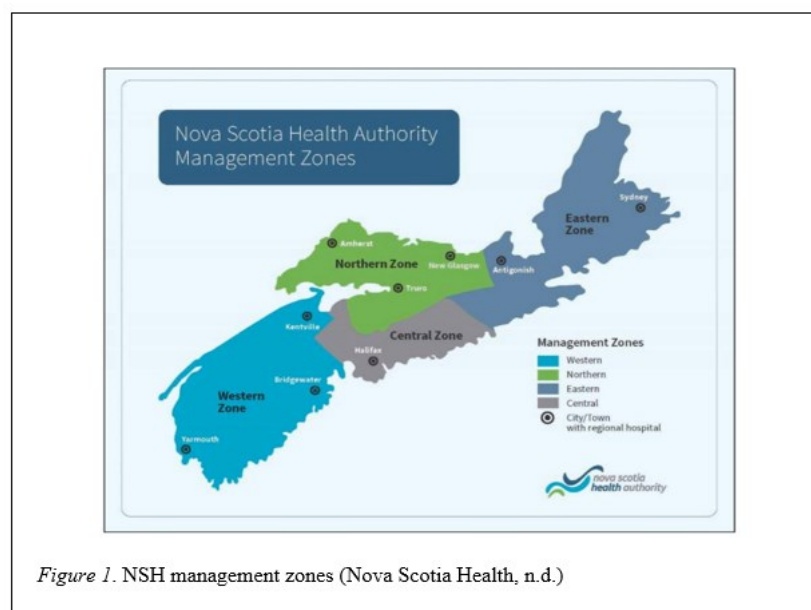 Nova Scotia Health Authority
Management Zones
Sydney
Eastern
Zone
Amherst
Northern Zone
New Glasgow
Antigonish
Truro
Kentville
Central Zone
Halifax
Management Zones
Western
Northern
Eastern
Central
City/Town
with regional hospital
Bridgewater
Western
Zone
Yarmouth
nova scotia
health authority
Figure 1. NSH management zones (Nova Scotia Health, n.d.)